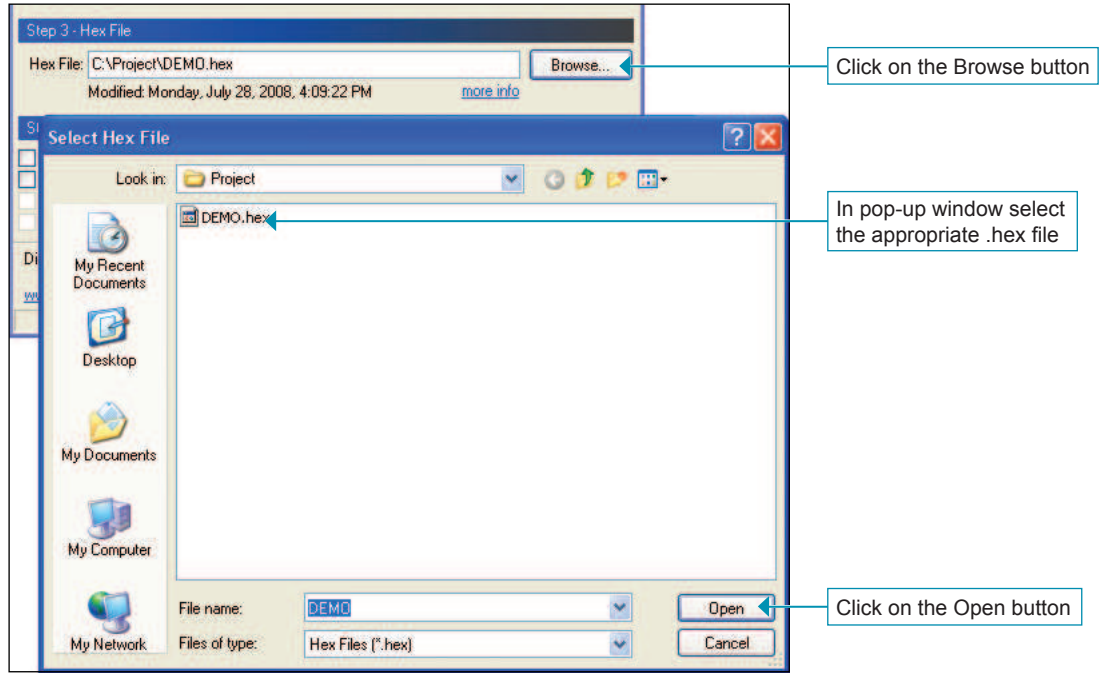 Step 3 - Hex File
Hex File: C:\Project\DEMO.hex Browse...
Click on the Browse button
Modified: Monday, July 28, 2008, 4:09:22 PM more info
St
Select Hex File
Look in: Project
DEMO.hex
In pop-up window select
the appropriate .hex file
My Recent
Documents
Di
Desktop
My Documents
My Computer
My Network
File name: DEMO Open
Click on the Open button
Files of type: Hex Files (*.hex) Cancel